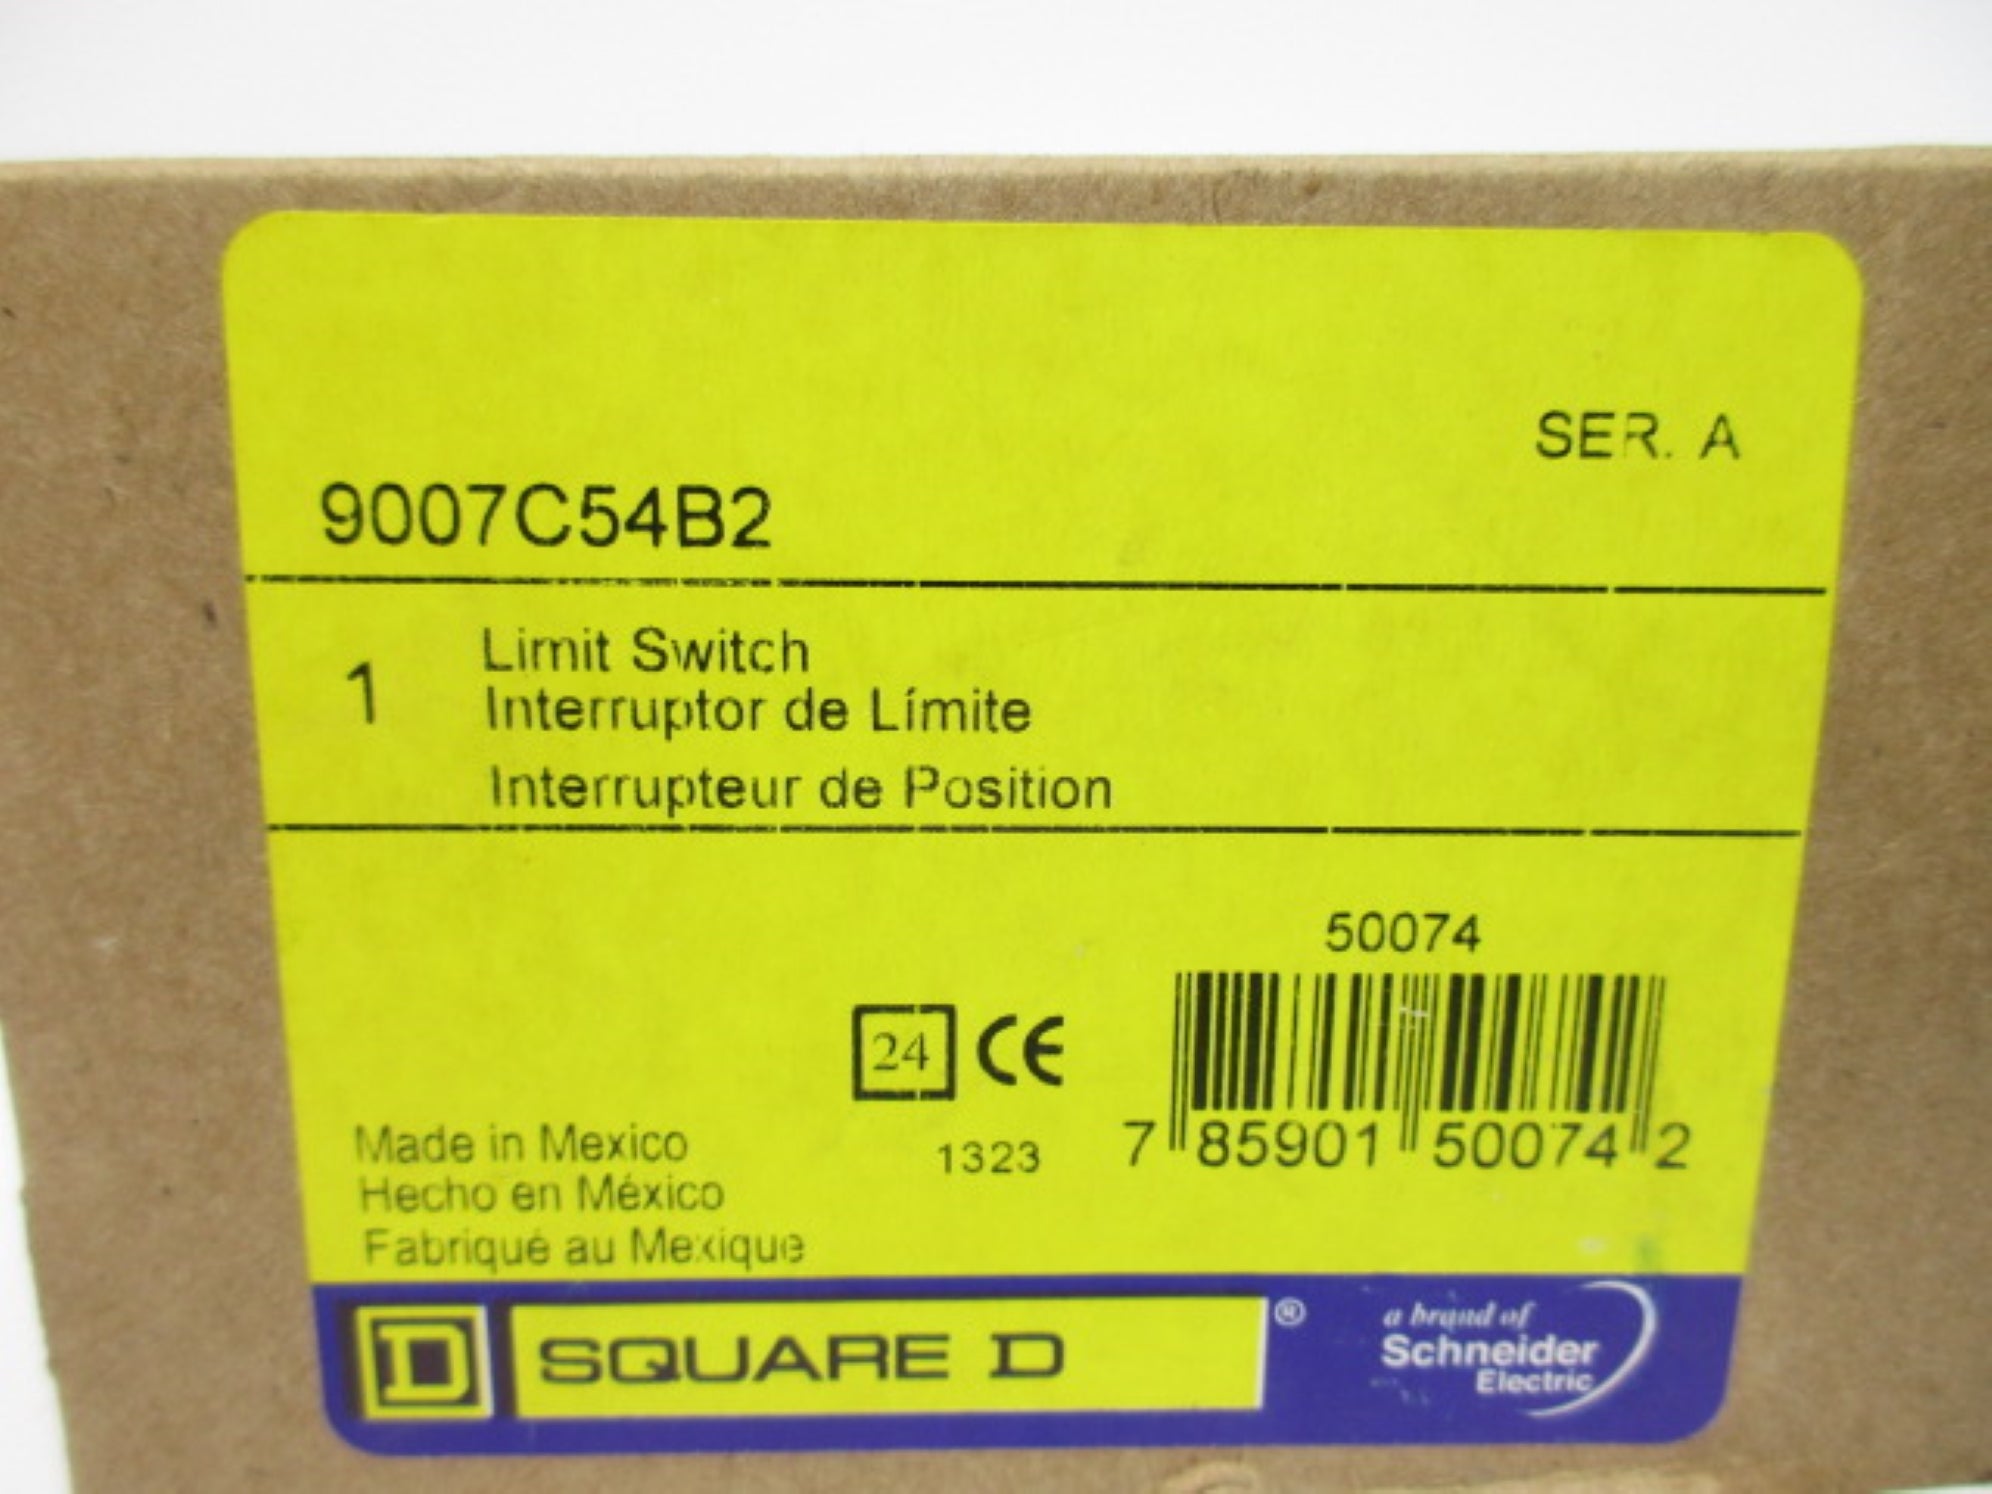 SER. A
9007C54B2
1 Limit Switch
Interruptor de Límite
Interrupteur de Position
50074
24 CE
7 85901 50074 2
1323
Made in Mexico
Hecho en México
Fabriqué au Mexique
D SQUARE D ®
a brand of
Schneider
Electric